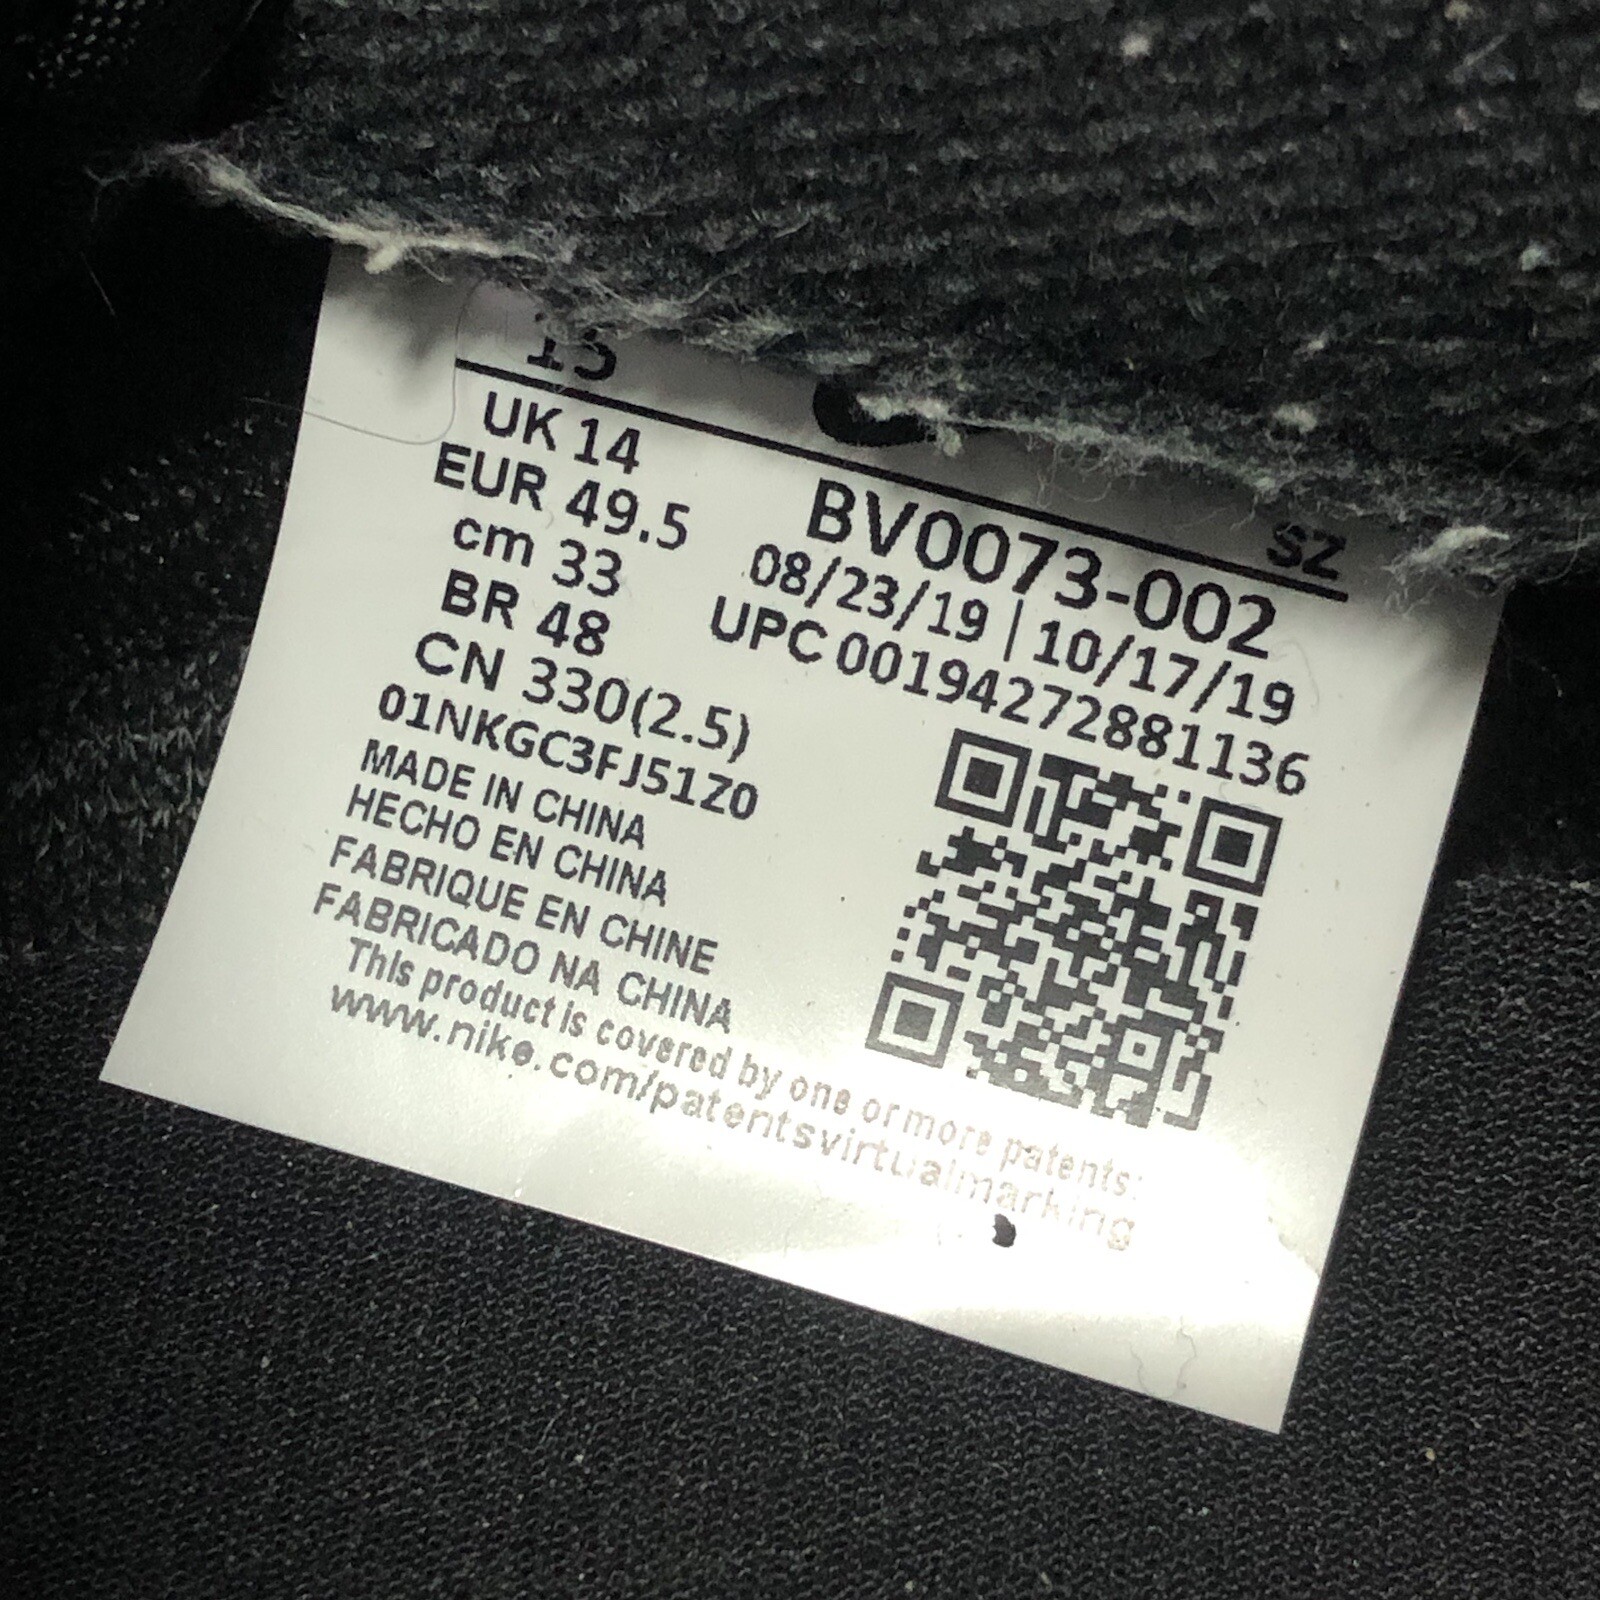 15
UK 14
EUR 49.5
cm 33
BR 48
CN 330(2.5)
01NKGC3FJ51Z0
MADE IN CHINA
HECHO EN CHINA
FABRIQUE EN CHINE
FABRICADO NA CHINA
SZ
BV0073-002
08/23/19 | 10/17/19
UPC 00194272881136
This product is covered by one or more patents:
www.nike.com/patentsvirtualmarking